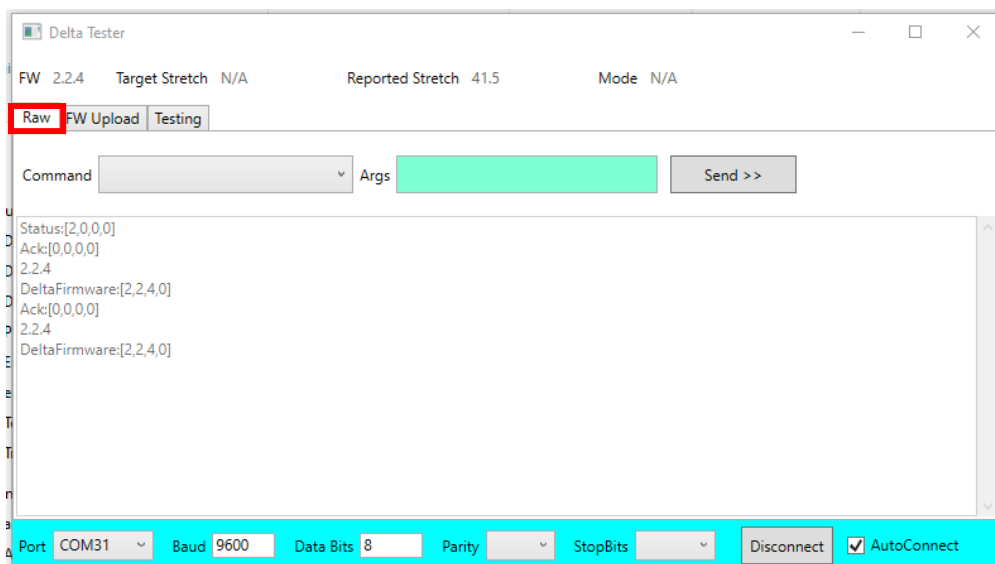 Delta Tester
FW 2.2.4 Target Stretch N/A Reported Stretch 41.5 Mode N/A
Raw FW Upload Testing
Command Args Send >>
Status:[2,0,0,0]
Ack:[0,0,0,0]
2.2.4
DeltaFirmware:[2,2,4,0]
Ack:[0,0,0,0]
2.2.4
DeltaFirmware:[2,2,4,0]
Port COM31 Baud 9600 Data Bits 8 Parity StopBits Disconnect AutoConnect